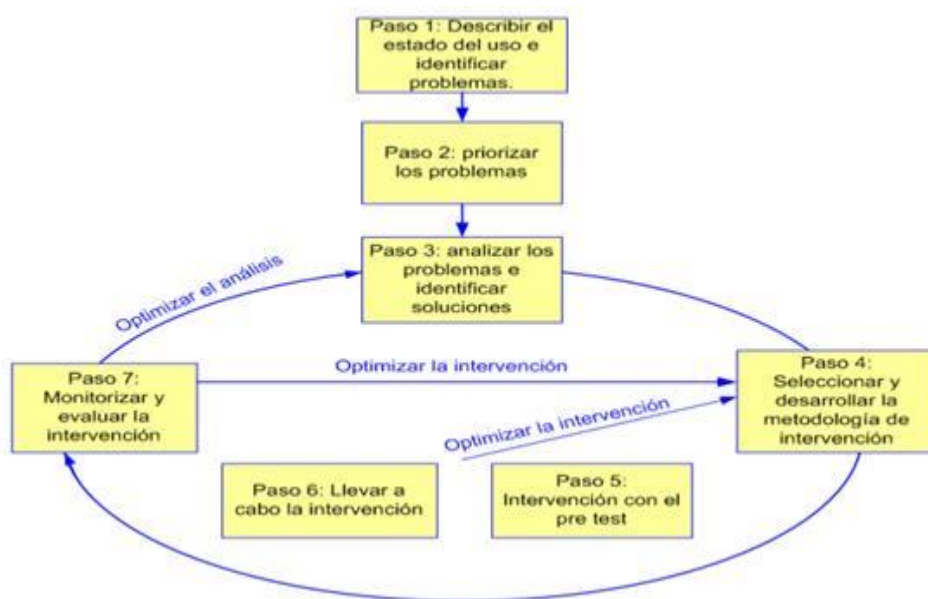 Paso 1: Describir el
estado del uso e
identificar
problemas.
Paso 2: priorizar
los problemas
Paso 3: analizar los
problemas e
identificar
soluciones
Optimizar el análisis
Paso 7:
Monitorizar y
evaluar la
intervención
Optimizar la intervención
Paso 4:
Seleccionar y
desarrollar la
metodología de
intervención
Optimizar la intervención
Paso 6: Llevar a
cabo la intervención
Paso 5:
Intervención con el
pre test